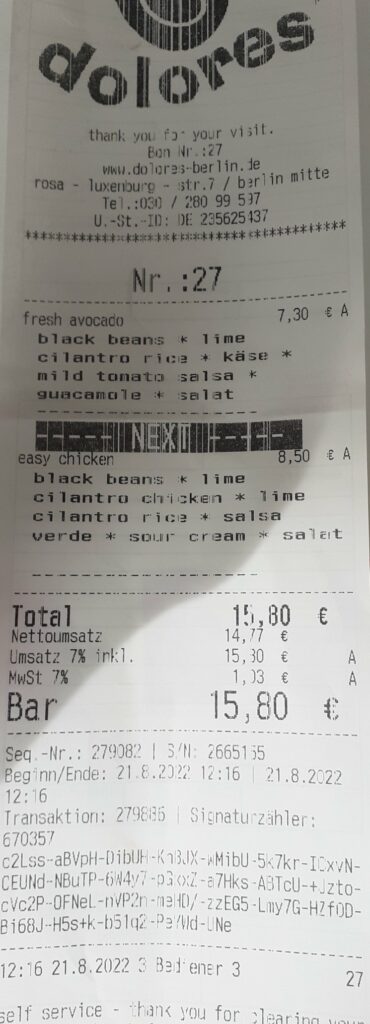 dolores
thank you for your visit.
Bon Nr.:27
www.dolores-berlin.de
rosa - luxenburg - str.7 / berlin mitte
Tel.:030 / 280 99 597
U.-St.-ID: DE 235625437
Nr.:27
fresh avocado 7,30 € A
black beans * lime
cilantro rice * käse *
mild tomato salsa *
guacamole * salat
NEXT
easy chicken 8,50 € A
black beans * lime
cilantro chicken * lime
cilantro rice * salsa
verde * sour cream * salat
Total 15,80 €
Nettoumsatz 14,77 €
Umsatz 7% inkl. 15,80 € A
MwSt 7% 1,03 € A
Bar 15,80 €
Seq.-Nr.: 279082 | S/N: 2665155
Beginn/Ende: 21.8.2022 12:16 | 21.8.2022
12:16
Transaktion: 279886 | Signaturzähler:
670357
12:16 21.8.2022 3 Bediener 3 27
self service - thank you for clearing your